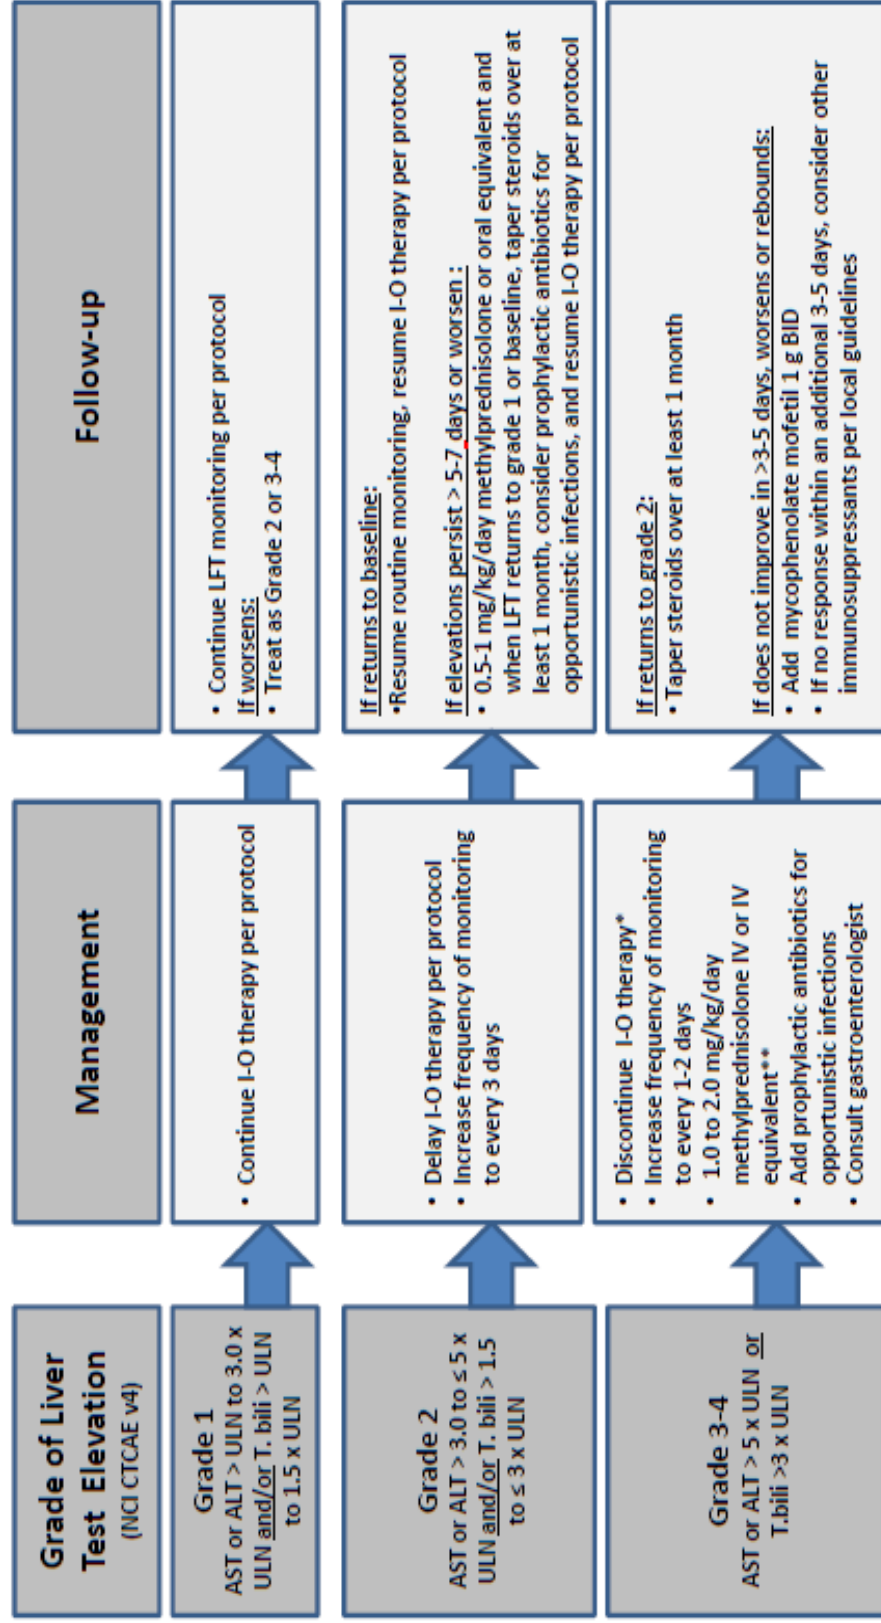 Grade of Liver
Test Elevation
(NCI CTCAE v4)
Management
Follow-up
Grade 1
AST or ALT > ULN to 3.0 x
ULN and/or T. bili > ULN
to 1.5 x ULN
• Continue I-O therapy per protocol
• Continue LFT monitoring per protocol
If worsens:
• Treat as Grade 2 or 3-4
Grade 2
AST or ALT > 3.0 to ≤ 5 x
ULN and/or T. bili > 1.5
to ≤ 3 x ULN
• Delay I-O therapy per protocol
• Increase frequency of monitoring
to every 3 days
If returns to baseline:
•Resume routine monitoring, resume I-O therapy per protocol
If elevations persist > 5-7 days or worsen :
• 0.5-1 mg/kg/day methylprednisolone or oral equivalent and
when LFT returns to grade 1 or baseline, taper steroids over at
least 1 month, consider prophylactic antibiotics for
opportunistic infections, and resume I-O therapy per protocol
Grade 3-4
AST or ALT > 5 x ULN or
T.bili >3 x ULN
• Discontinue I-O therapy*
• Increase frequency of monitoring
to every 1-2 days
• 1.0 to 2.0 mg/kg/day
methylprednisolone IV or IV
equivalent**
• Add prophylactic antibiotics for
opportunistic infections
• Consult gastroenterologist
If returns to grade 2:
• Taper steroids over at least 1 month
If does not improve in >3-5 days, worsens or rebounds:
• Add mycophenolate mofetil 1 g BID
• If no response within an additional 3-5 days, consider other
immunosuppressants per local guidelines